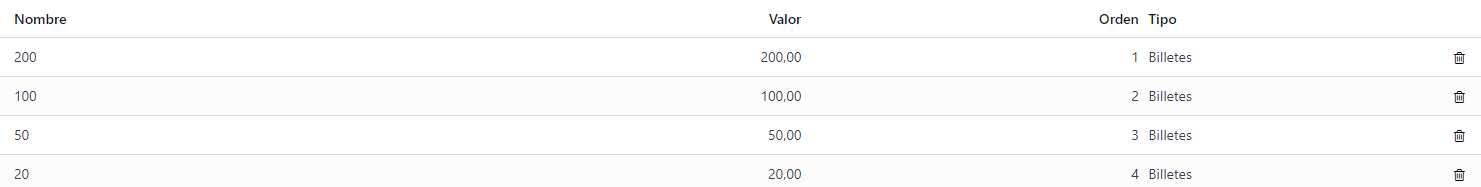 Nombre Valor Orden Tipo
200 200,00 1 Billetes
100 100,00 2 Billetes
50 50,00 3 Billetes
20 20,00 4 Billetes